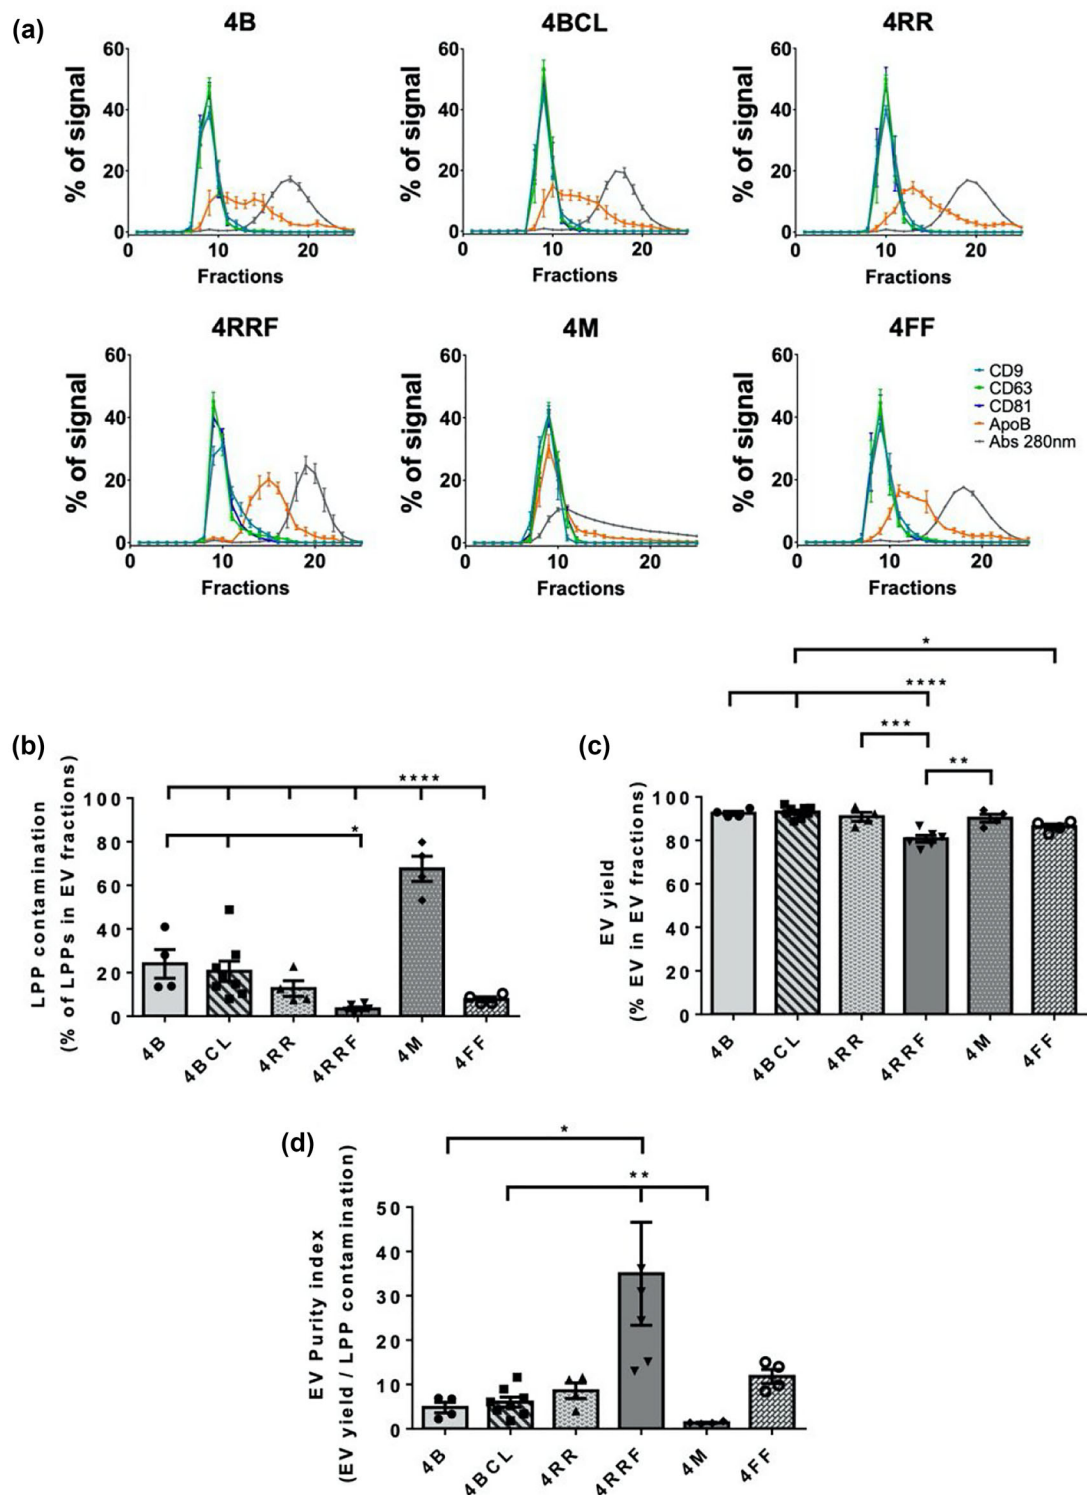 (a)
4B
4BCL
4RR
60
40
20
0
% of signal
0 10 20
Fractions
60
40
20
0
% of signal
0 10 20
Fractions
60
40
20
0
% of signal
0 10 20
Fractions
4RRF
4M
4FF
60
40
20
0
% of signal
0 10 20
Fractions
60
40
20
0
% of signal
0 10 20
Fractions
60
40
20
0
% of signal
0 10 20
Fractions
CD9
CD63
CD81
ApoB
Abs 280nm
(b)
****
*
LPP contamination
(% of LPPs in EV fractions)
100
80
60
40
20
0
4B 4BCL 4RR 4RRF 4M 4FF
(c)
*
****
***
**
EV yield
(% EV in EV fractions)
100
80
60
40
20
0
4B 4BCL 4RR 4RRF 4M 4FF
(d)
*
**
EV Purity index
(EV yield / LPP contamination)
50
40
30
20
10
0
4B 4BCL 4RR 4RRF 4M 4FF